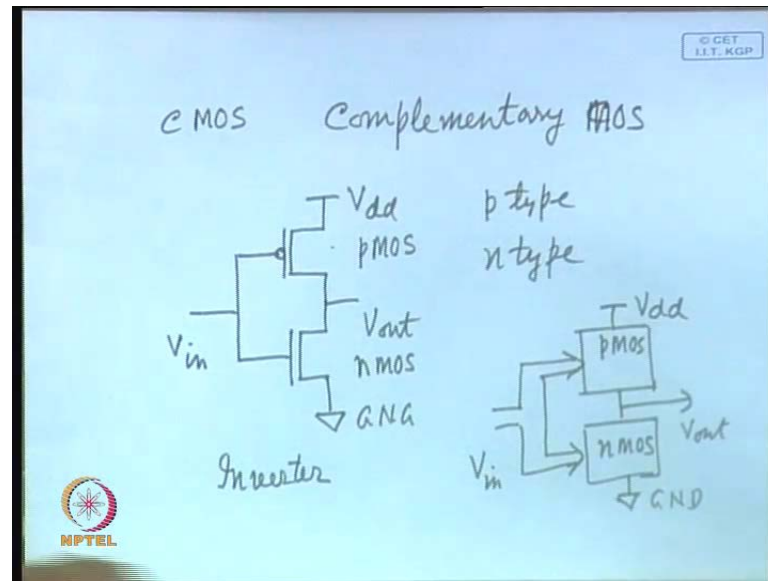 © CET
I.I.T. KGP
CMOS Complementary MOS
Vdd
pMOS
p type
n type
Vin
Vout
nmos
GNG
Inverter
Vdd
pmos
nmos
Vout
Vin
GND
NPTEL